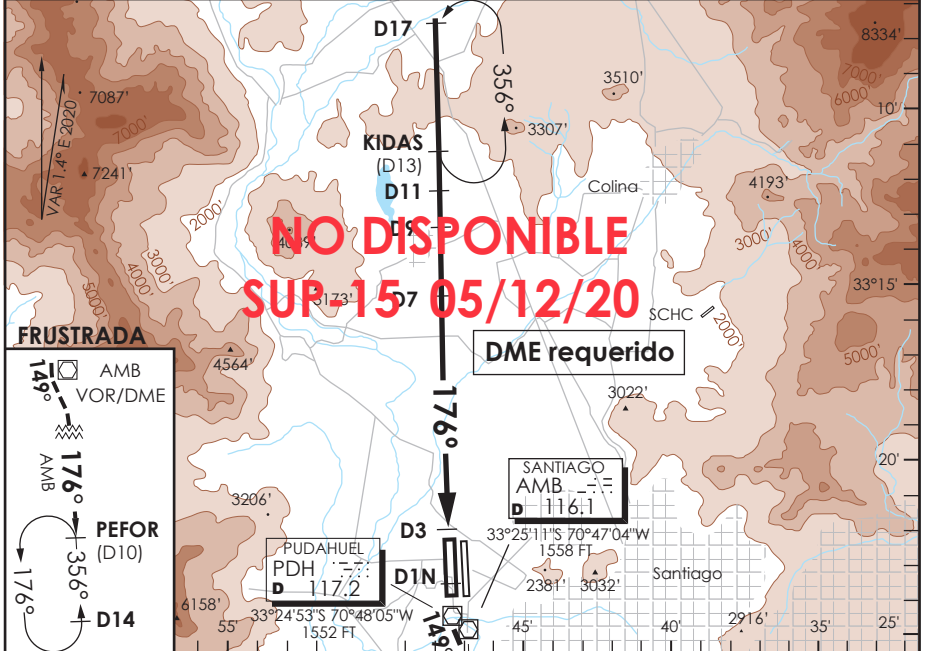 D17
8334'
7000'
6000'
10'
356°
3510'
7087'
7000'
3307'
KIDAS
(D13)
VAR 1.4° E 2020
7241'
Colina
4193'
D11
2000'
3000'
D9
NO DISPONIBLE
3000'
4000'
4000'
5000'
D7
SUP-15 05/12/20
33°15'
SCHC
2000'
FRUSTRADA
DME requerido
5000'
4564'
149°
AMB
VOR/DME
3022'
176°
AMB
176°
20'
SANTIAGO
AMB
D 116.1
33°25'11"S 70°47'04"W
1558 FT
3206'
D3
PEFOR
(D10)
356°
176°
D14
PUDAHUEL
PDH
D 117.2
33°24'53"S 70°48'05"W
1552 FT
D1N
2381'
3032'
Santiago
6158'
149°
2916'
55'
45'
40'
35'
25'